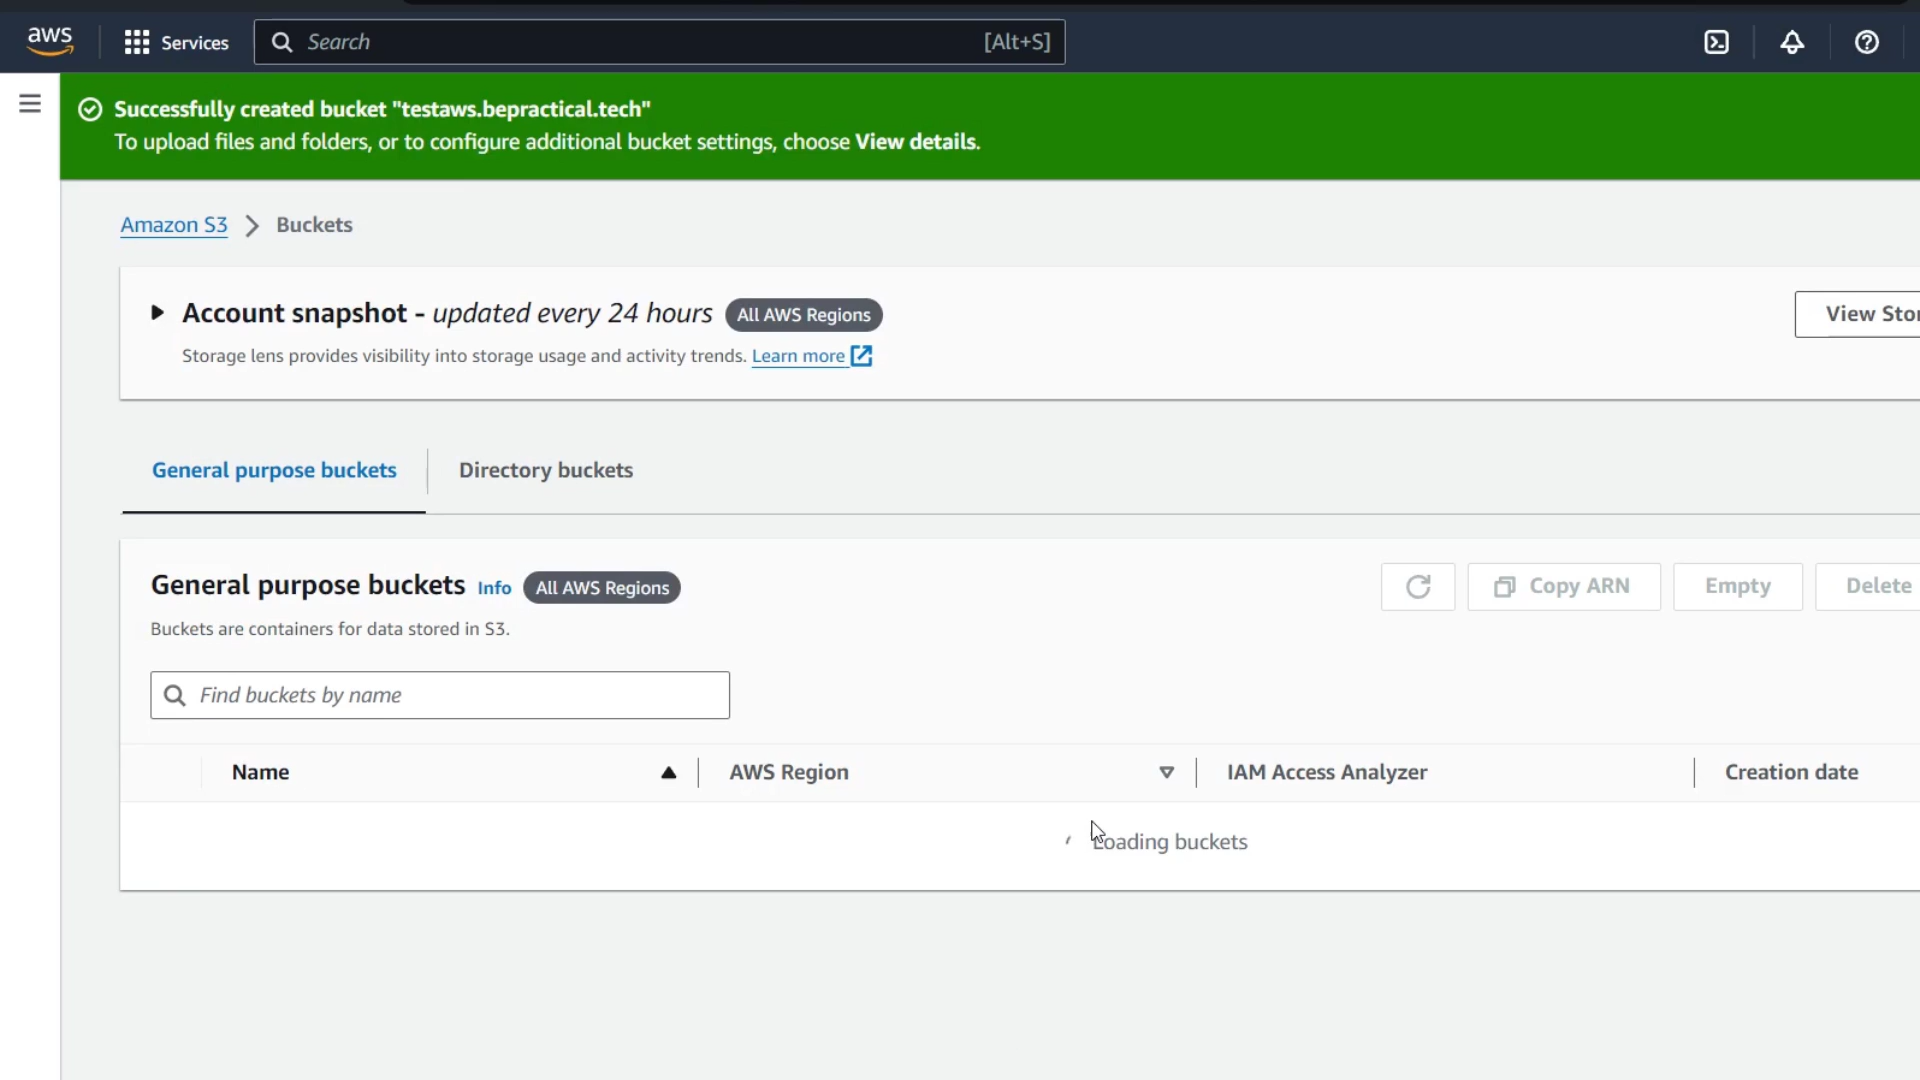 aws Services Search [Alt+S]
Successfully created bucket "testaws.bepractical.tech"
To upload files and folders, or to configure additional bucket settings, choose View details.
Amazon S3 Buckets
Account snapshot - updated every 24 hours All AWS Regions
View Stor
Storage lens provides visibility into storage usage and activity trends. Learn more
General purpose buckets Directory buckets
General purpose buckets Info All AWS Regions
Copy ARN Empty Delete
Buckets are containers for data stored in S3.
Find buckets by name
Name AWS Region IAM Access Analyzer Creation date
Loading buckets